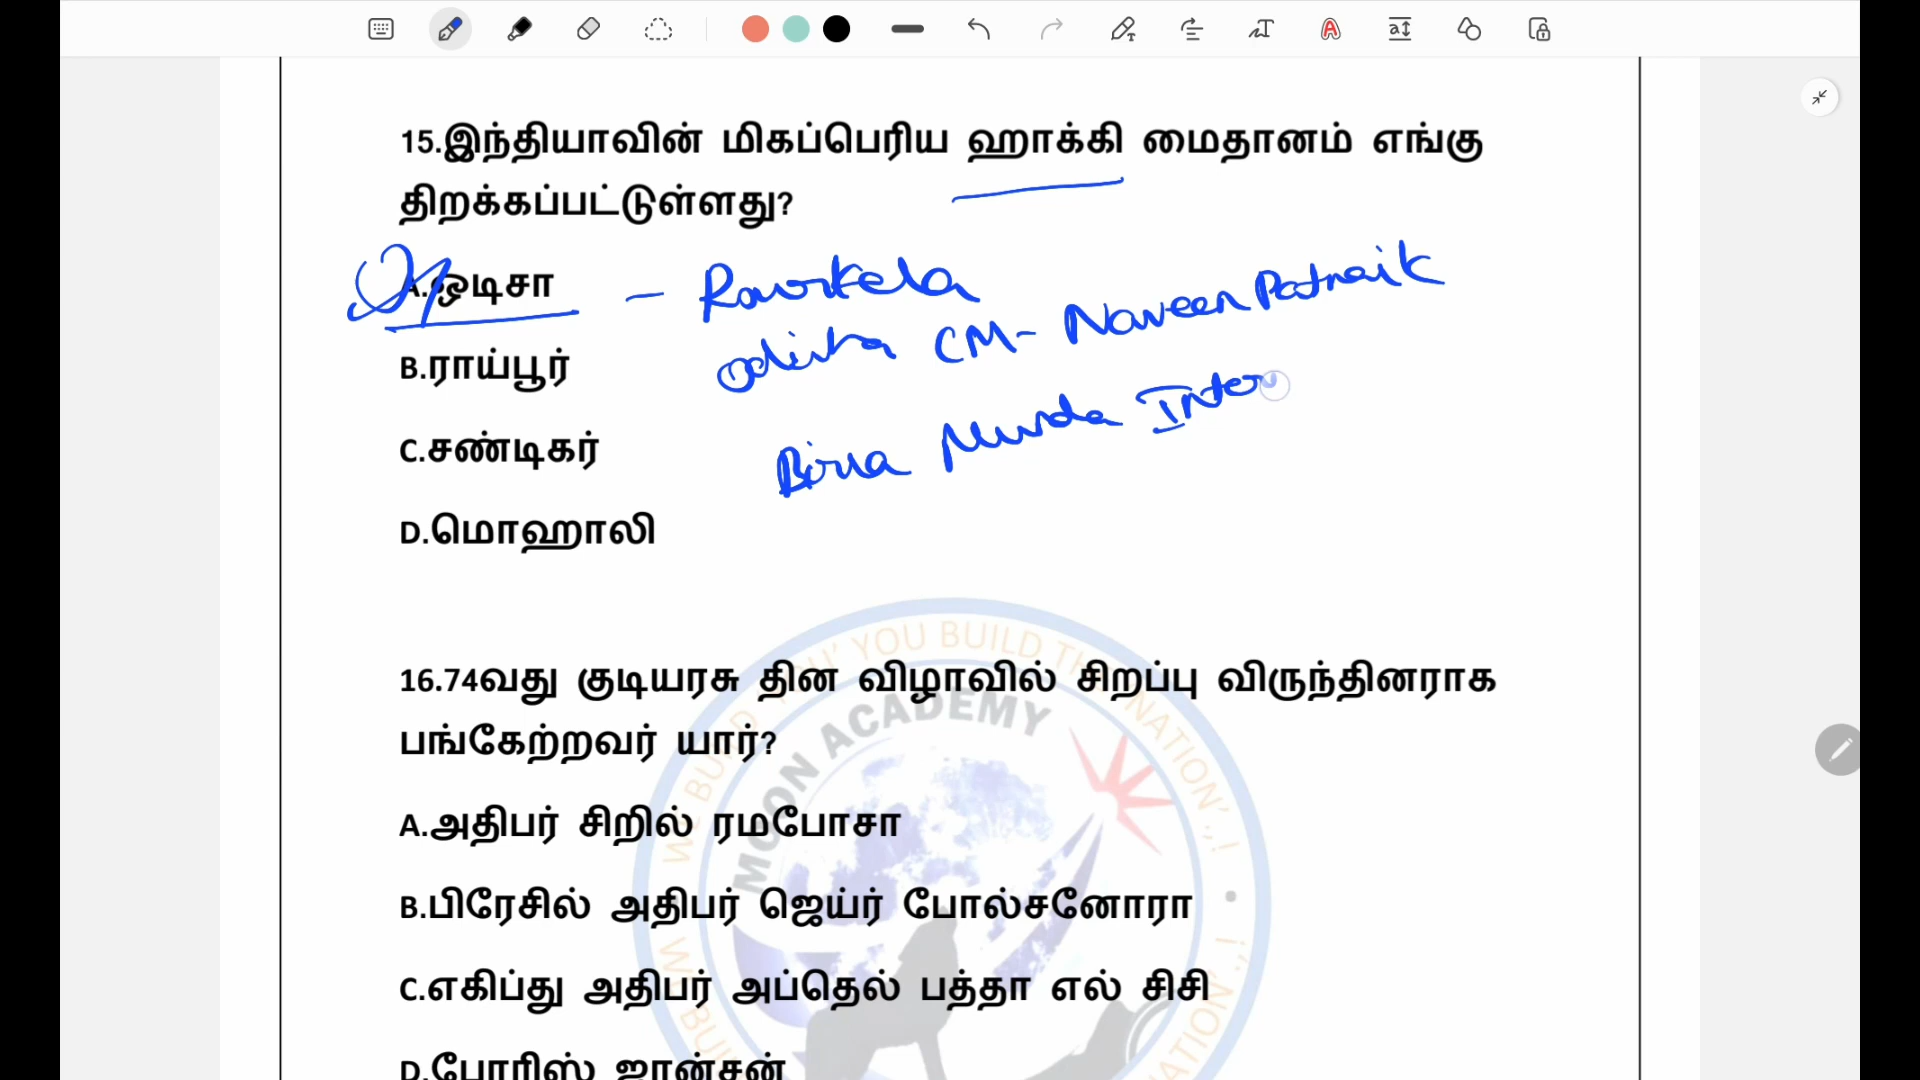 15.இந்தியாவின் மிகப்பெரிய ஹாக்கி மைதானம் எங்கு
திறக்கப்பட்டுள்ளது?
A.ஒடிசா - Rourkela
Odisha CM- Naveen Patnaik
B.ராய்பூர்
Birsa Munda Inter
C.சண்டிகர்
D.மொஹாலி
16.74வது குடியரசு தின விழாவில் சிறப்பு விருந்தினராக
பங்கேற்றவர் யார்?
A.அதிபர் சிறில் ரமபோசா
B.பிரேசில் அதிபர் ஜெய்ர் போல்சனோரா
C.எகிப்து அதிபர் அப்தெல் பத்தா எல் சிசி
D.போரிஸ் ஜான்சன்
MOON ACADEMY
YOU BUILD
NATION',,!